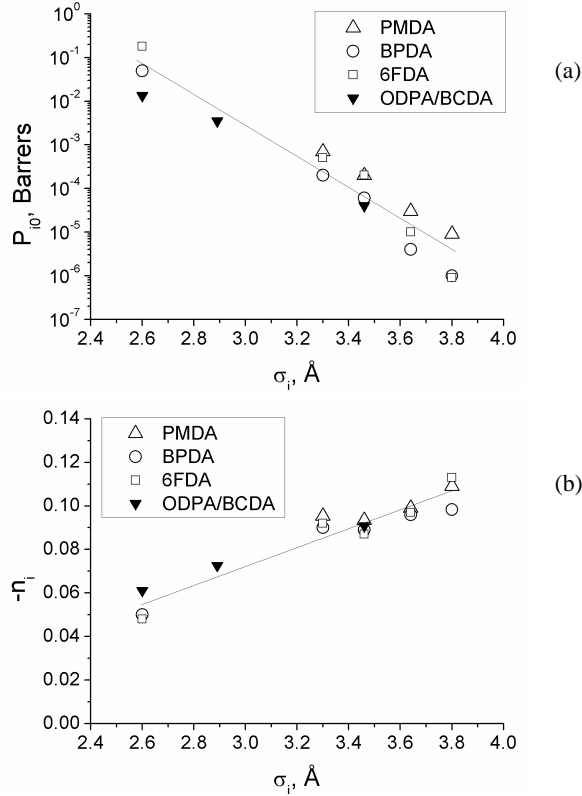 10⁰
10⁻¹
10⁻²
10⁻³
10⁻⁴
10⁻⁵
10⁻⁶
10⁻⁷
P_i0, Barrers
PMDA
BPDA
6FDA
ODPA/BCDA
(a)
2.4 2.6 2.8 3.0 3.2 3.4 3.6 3.8 4.0
σ_i, Å
0.14
0.12
0.10
0.08
0.06
0.04
0.02
0.00
-n_i
PMDA
BPDA
6FDA
ODPA/BCDA
(b)
2.4 2.6 2.8 3.0 3.2 3.4 3.6 3.8 4.0
σ_i, Å